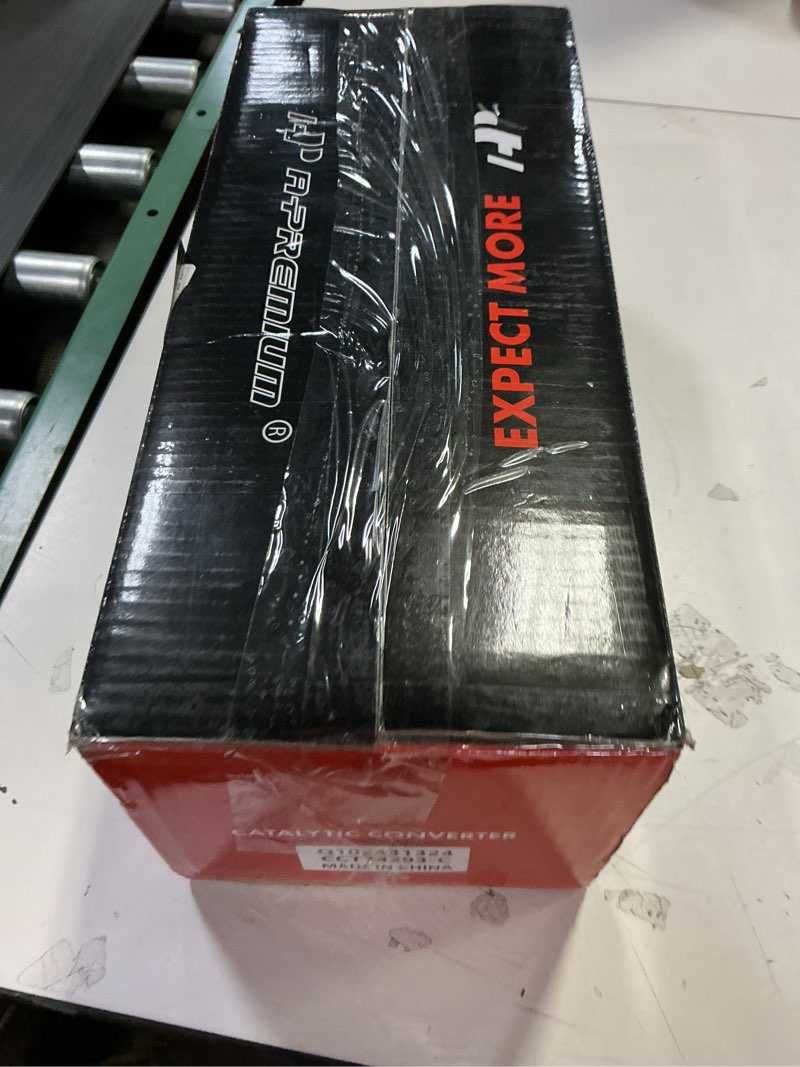 A-PREMIUM ®
EXPECT MORE
CATALYTIC CONVERTER
MADE IN CHINA